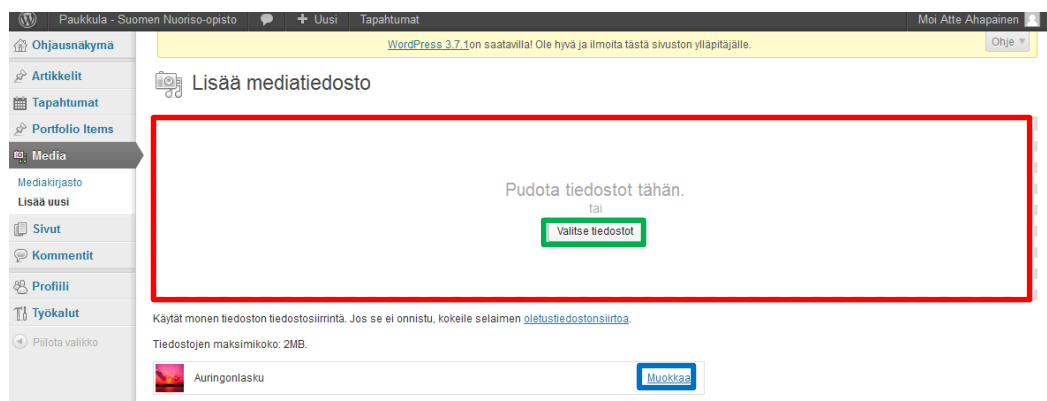 Paukkula - Suomen Nuoriso-opisto + Uusi Tapahtumat Moi Atte Ahapainen
Ohjausnäkymä
Artikkelit
Tapahtumat
Portfolio Items
Media
Mediakirjasto
Lisää uusi
Sivut
Kommentit
Profiili
Työkalut
Piilota valikko
WordPress 3.7.1on saatavilla! Ole hyvä ja ilmoita tästä sivuston ylläpitäjälle.
Ohje
Lisää mediatiedosto
Pudota tiedostot tähän.
tai
Valitse tiedostot
Käytät monen tiedoston tiedostosiirrintä. Jos se ei onnistu, kokeile selaimen oletustiedostonsiirtoa.
Tiedostojen maksimikoko: 2MB.
Auringonlasku Muokkaa